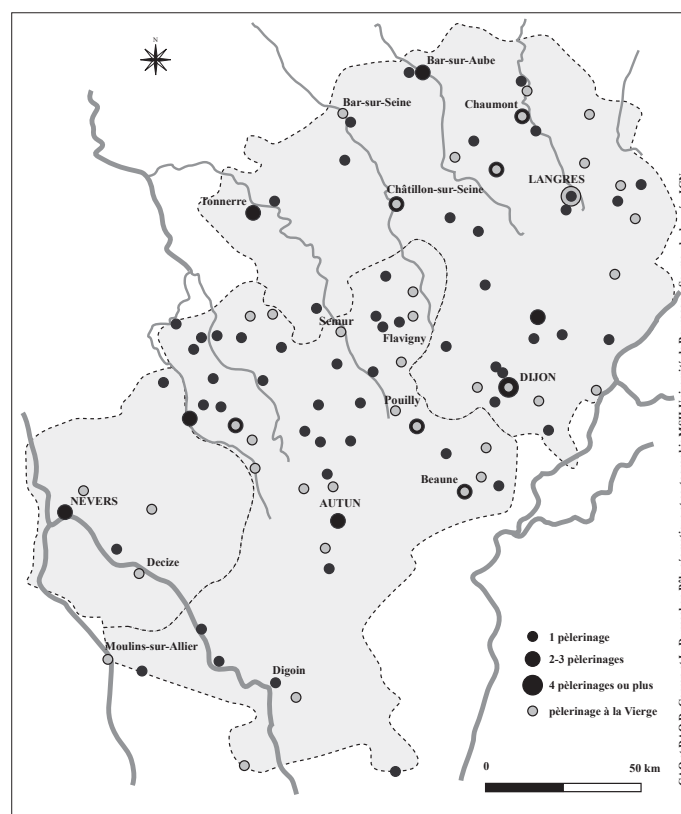 N
Bar-sur-Aube
Bar-sur-Seine
Chaumont
LANGRES
Châtillon-sur-Seine
Tonnerre
Semur
Flavigny
DIJON
Pouilly
Beaune
NEVERS
AUTUN
Decize
Moulins-sur-Allier
Digoin
1 pèlerinage
2-3 pèlerinages
4 pèlerinages ou plus
pèlerinage à la Vierge
0
50 km